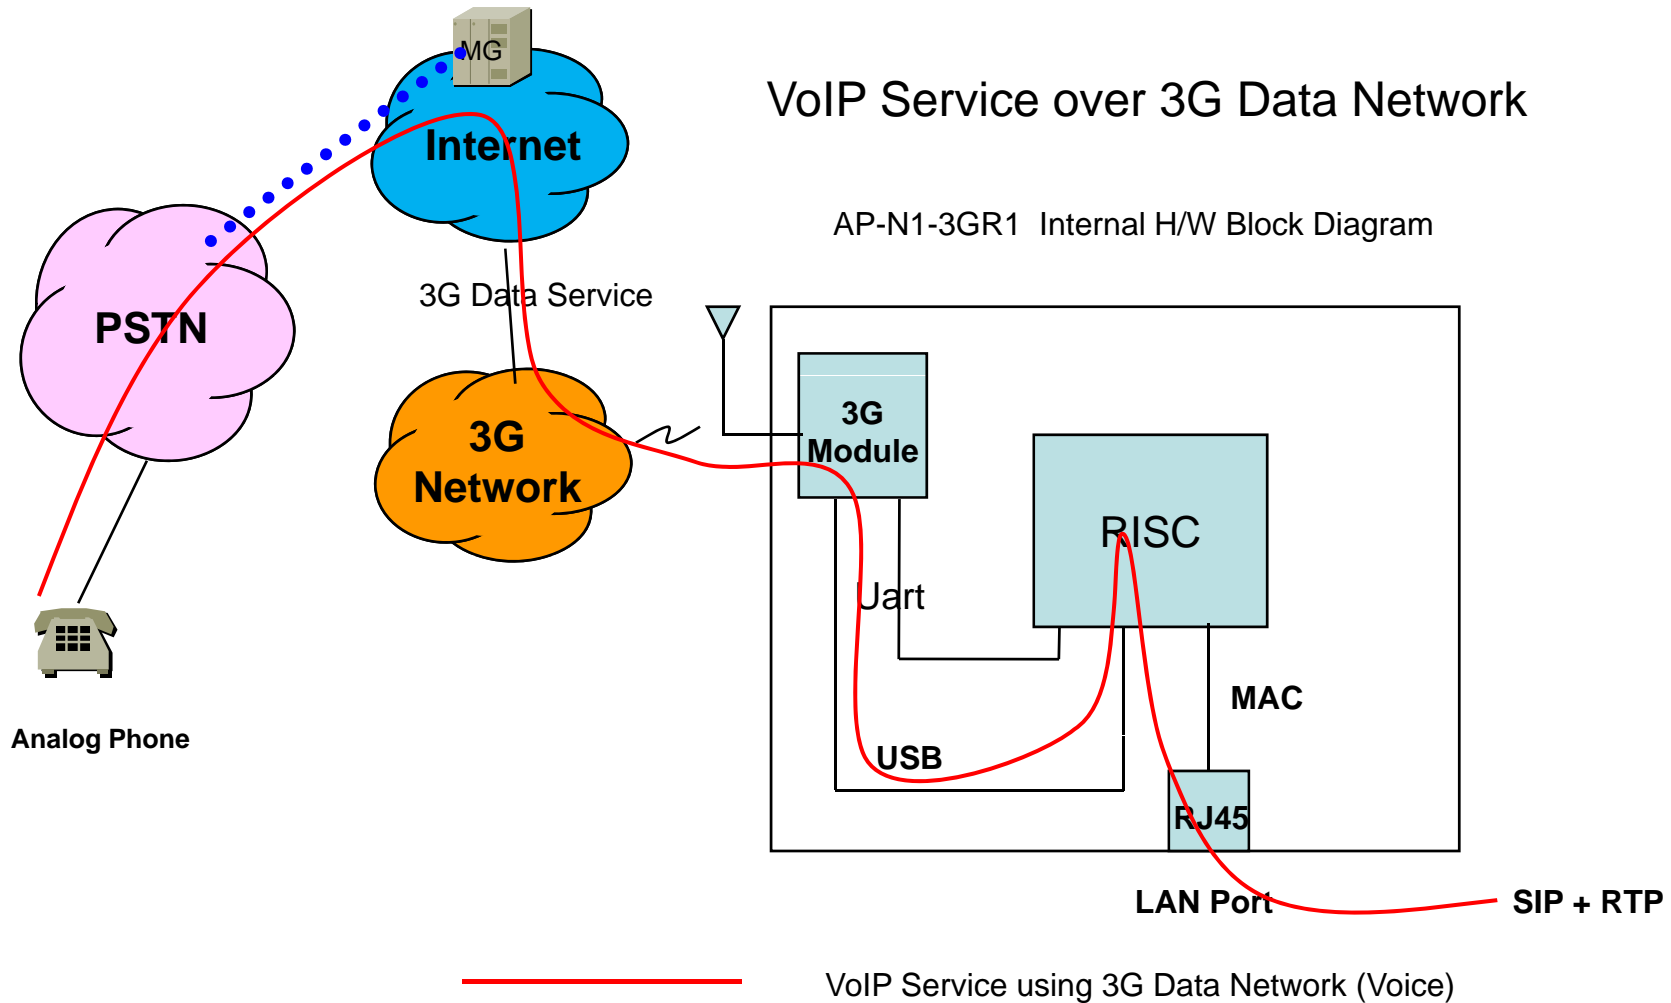 MG
VoIP Service over 3G Data Network
Internet
AP-N1-3GR1 Internal H/W Block Diagram
3G Data Service
PSTN
3G
Module
3G
Network
RISC
Uart
MAC
Analog Phone
USB
RJ45
LAN Port
SIP + RTP
VoIP Service using 3G Data Network (Voice)